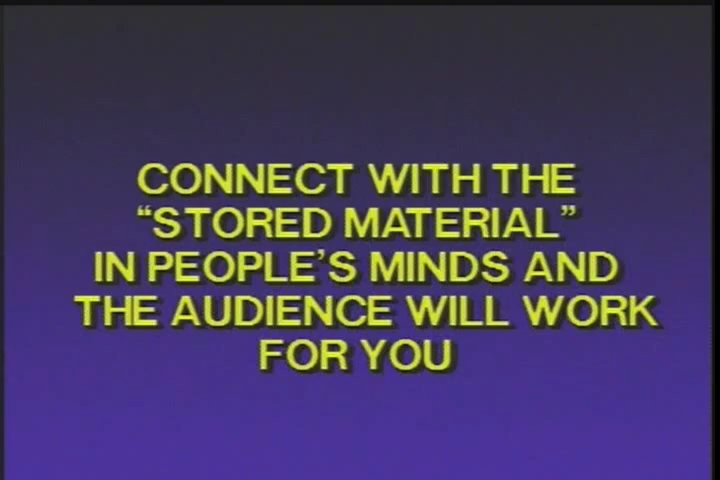 CONNECT WITH THE
“STORED MATERIAL”
IN PEOPLE’S MINDS AND
THE AUDIENCE WILL WORK
FOR YOU